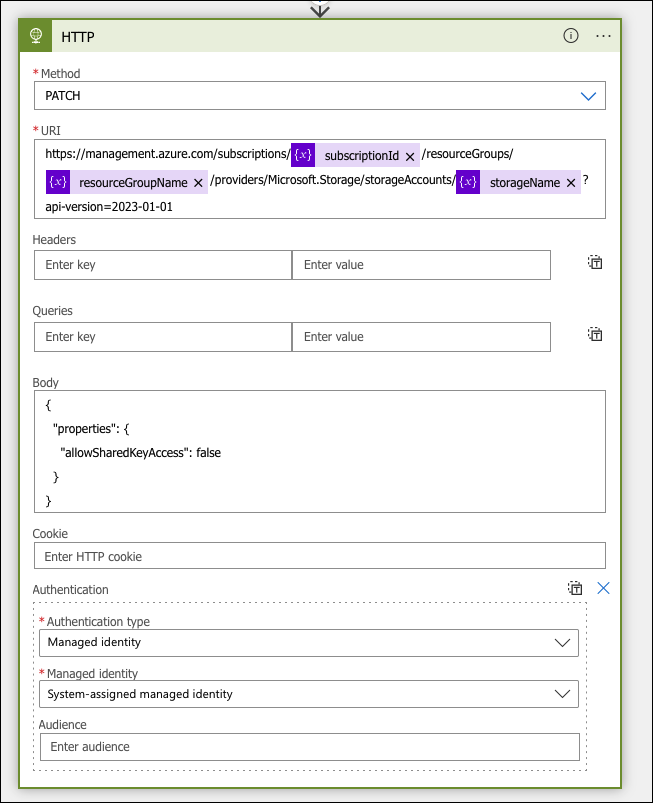 HTTP
* Method
PATCH
* URI
https://management.azure.com/subscriptions/ {x} subscriptionId × /resourceGroups/
{x} resourceGroupName × /providers/Microsoft.Storage/storageAccounts/ {x} storageName × ?
api-version=2023-01-01
Headers
Enter key Enter value
Queries
Enter key Enter value
Body
{
"properties": {
"allowSharedKeyAccess": false
}
}
Cookie
Enter HTTP cookie
Authentication
* Authentication type
Managed identity
* Managed identity
System-assigned managed identity
Audience
Enter audience